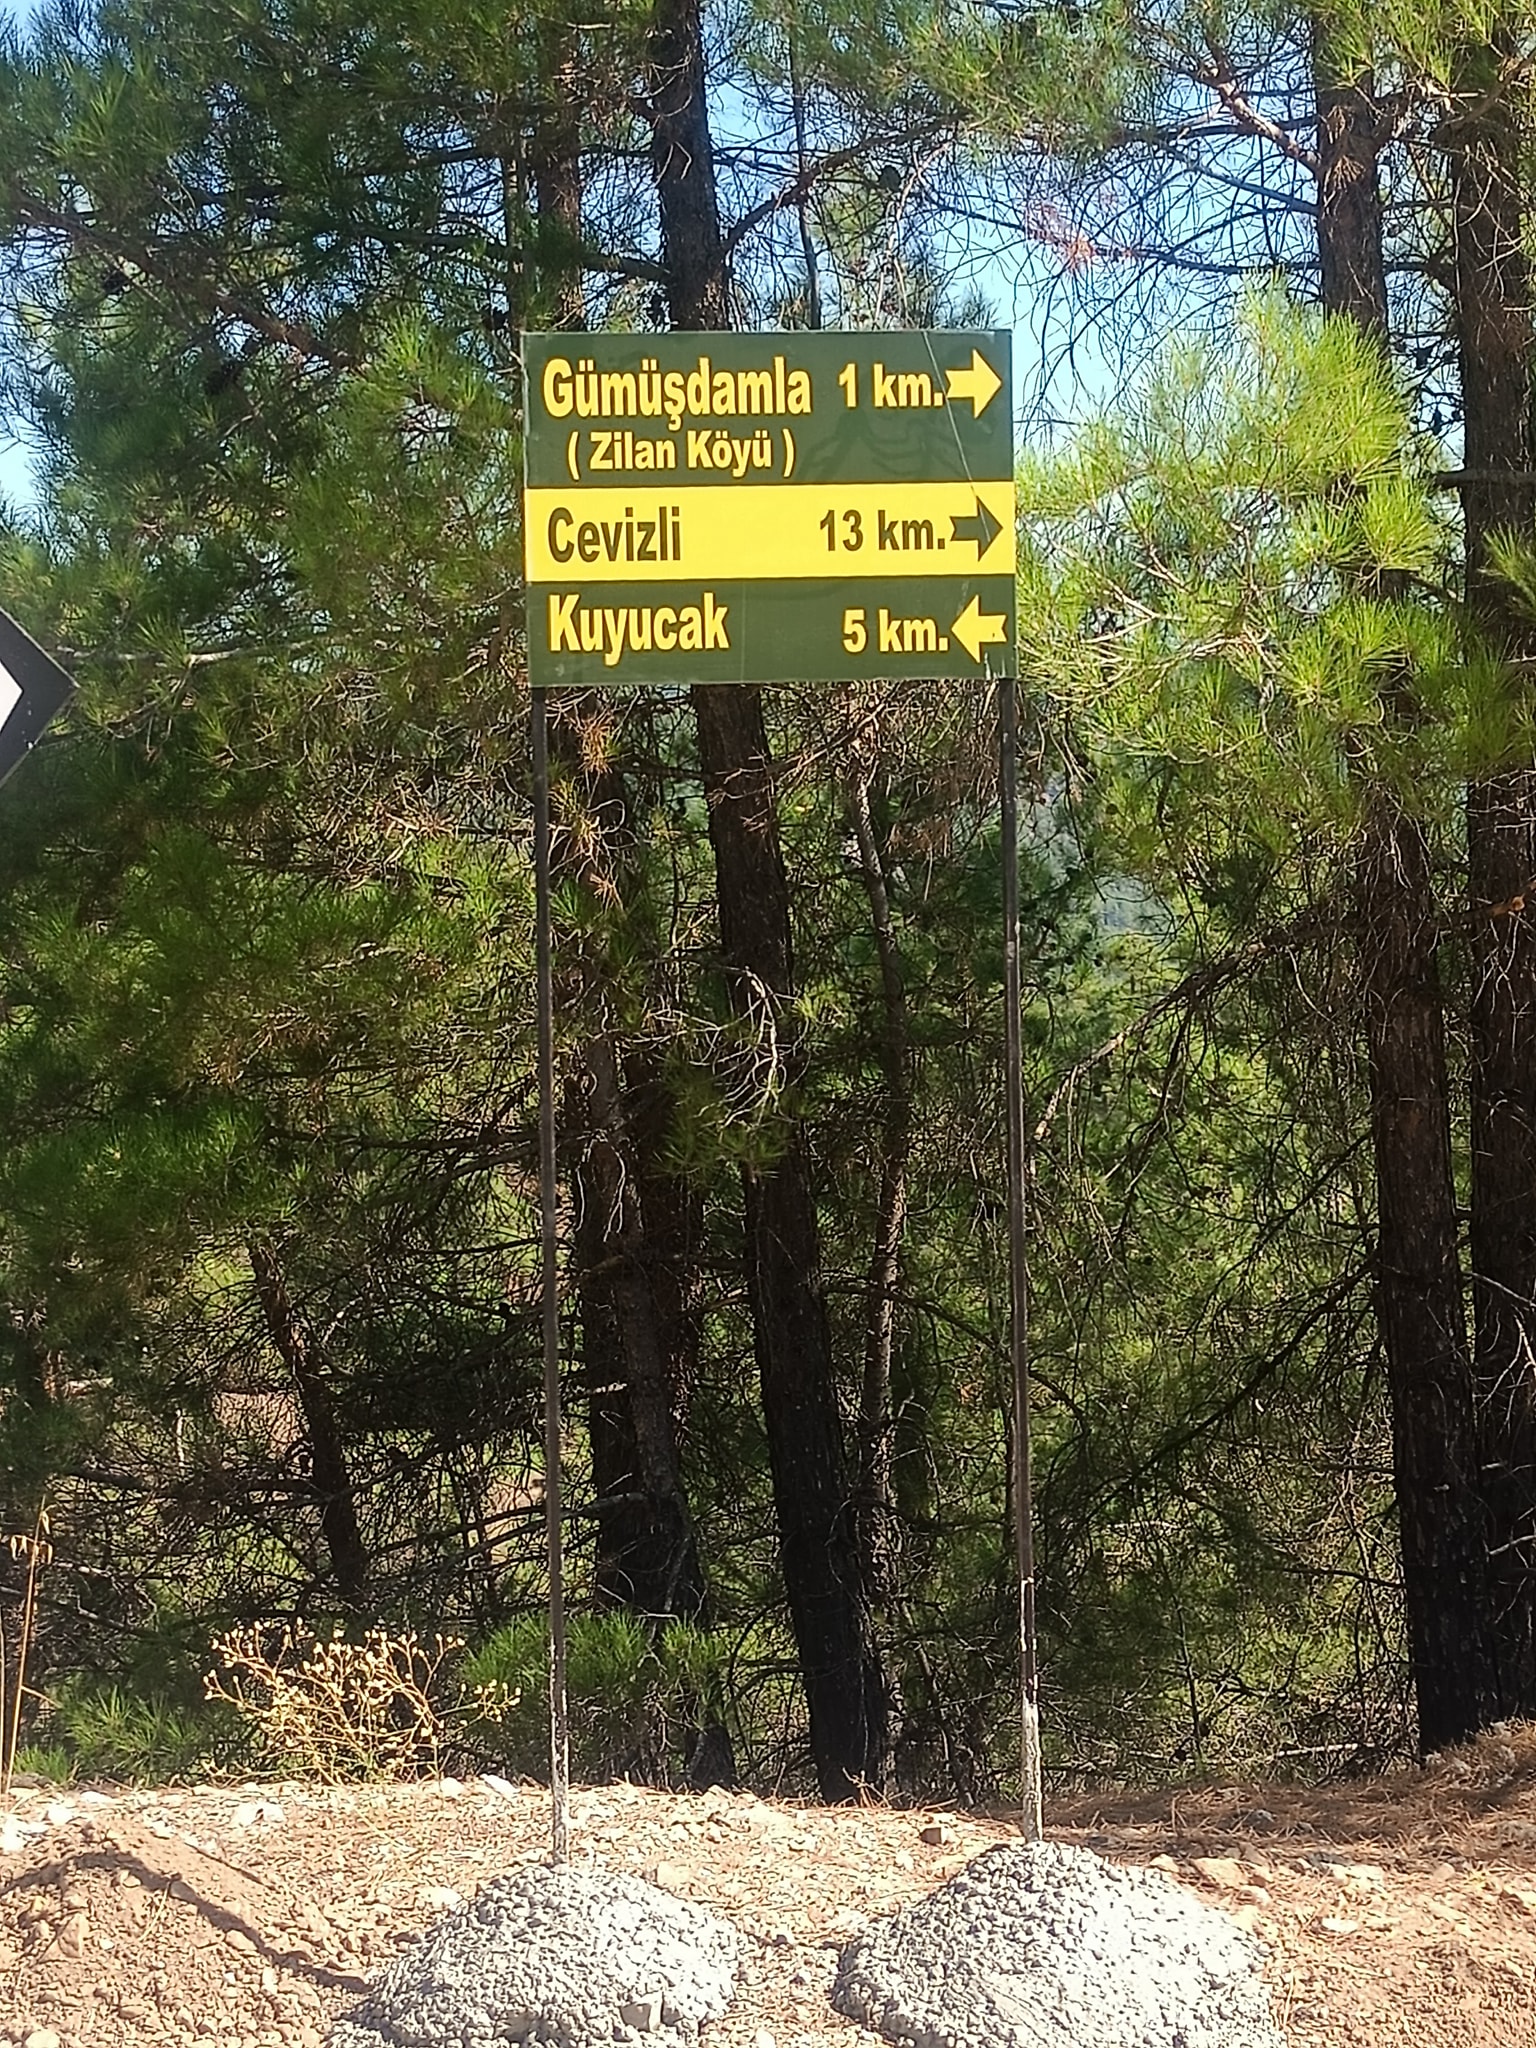 Gümüşdamla 1 km.
( Zilan Köyü )
Cevizli 13 km.
Kuyucak 5 km.